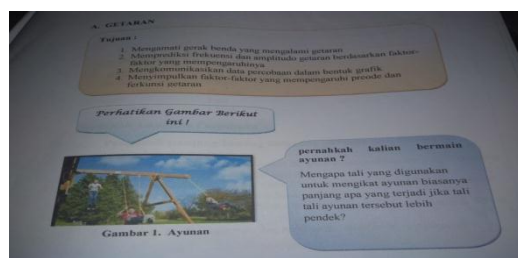 A. GETARAN
Tujuan :
1. Mengamati gerak benda yang mengalami getaran
2. Memprediksi frekuensi dan amplitudo getaran berdasarkan faktor-
faktor yang mempengaruhinya
3. Mengkomunikasikan data percobaan dalam bentuk grafik
4. Menyimpulkan faktor-faktor yang mempengaruhi preode dan
ferkunsi getaran
Perhatikan Gambar Berikut
ini !
pernahkah kalian bermain
ayunan ?
Mengapa tali yang digunakan
untuk mengikat ayunan biasanya
panjang apa yang terjadi jika tali
tali ayunan tersebut lebih
pendek?
Gambar 1. Ayunan